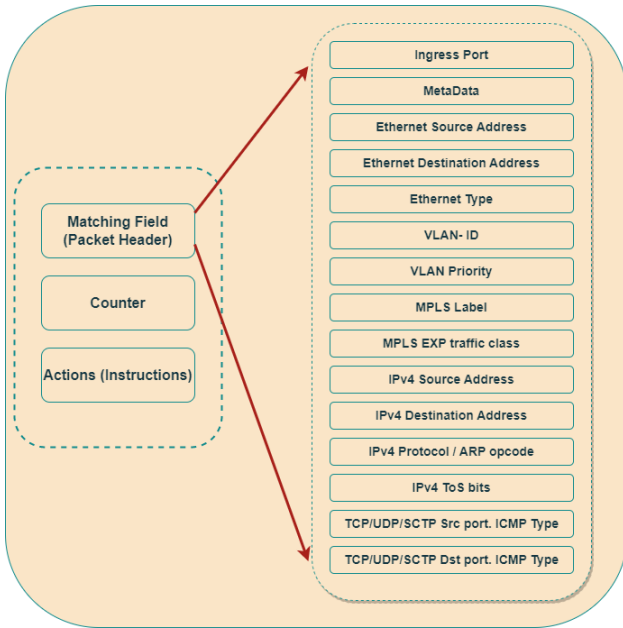 Matching Field
(Packet Header)
Counter
Actions (Instructions)
Ingress Port
MetaData
Ethernet Source Address
Ethernet Destination Address
Ethernet Type
VLAN- ID
VLAN Priority
MPLS Label
MPLS EXP traffic class
IPv4 Source Address
IPv4 Destination Address
IPv4 Protocol / ARP opcode
IPv4 ToS bits
TCP/UDP/SCTP Src port. ICMP Type
TCP/UDP/SCTP Dst port. ICMP Type